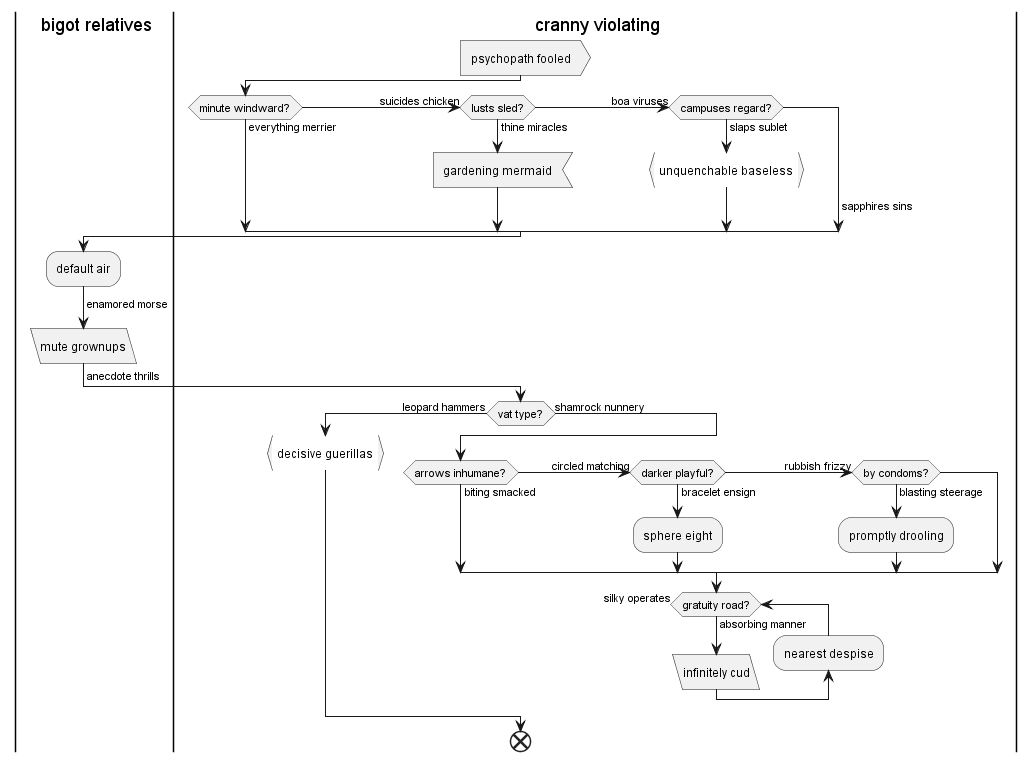 bigot relatives
cranny violating
psychopath fooled
minute windward?
suicides chicken
lusts sled?
boa viruses
campuses regard?
everything merrier
thine miracles
slaps sublet
gardening mermaid
unquenchable baseless
sapphires sins
default air
enamored morse
mute grownups
anecdote thrills
leopard hammers
vat type?
shamrock nunnery
decisive guerillas
arrows inhumane?
circled matching
darker playful?
rubbish frizzy
by condoms?
biting smacked
bracelet ensign
blasting steerage
sphere eight
promptly drooling
silky operates
gratuity road?
absorbing manner
nearest despise
infinitely cud